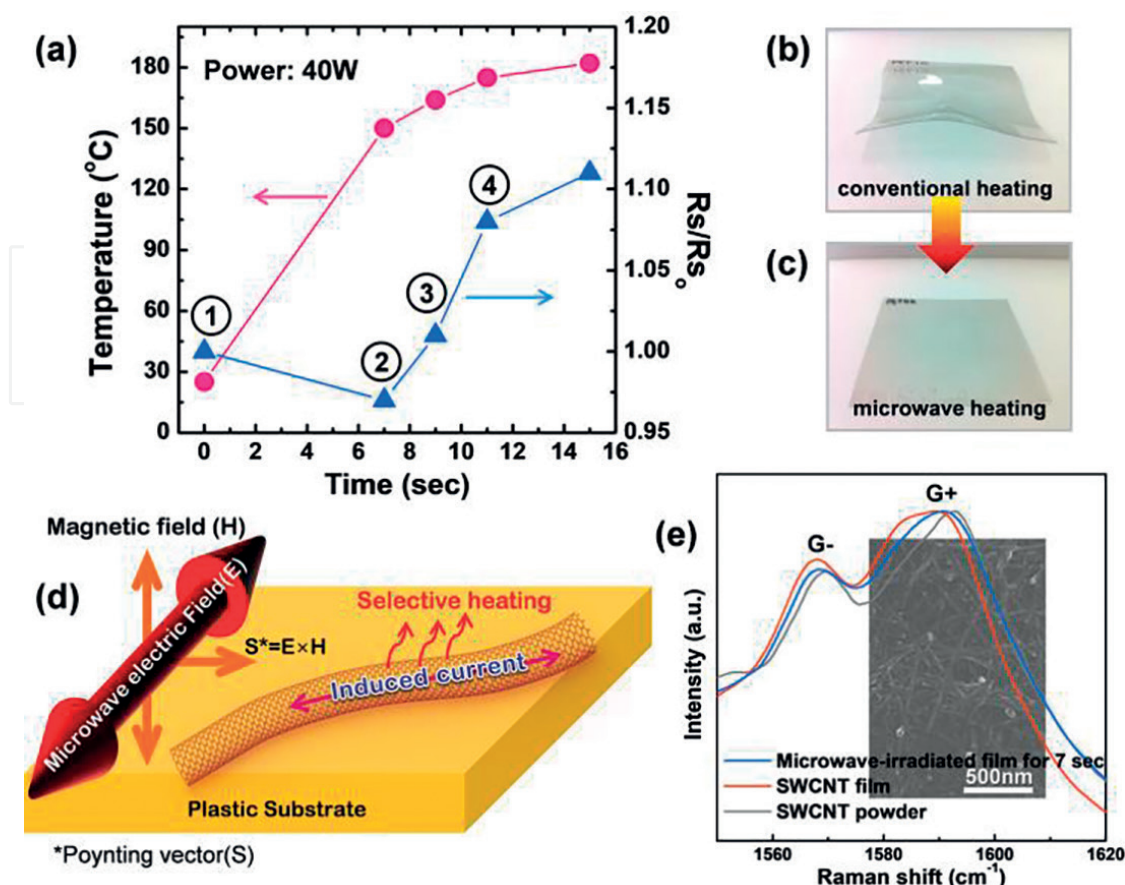 (a)
Power: 40W
Temperature (°C)
180
150
120
90
60
30
0
1
2
3
4
1.20
1.15
1.10
1.05
1.00
0.95
Rs/Rs₀
0 2 4 6 8 10 12 14 16
Time (sec)
(b)
conventional heating
(c)
microwave heating
(d)
Magnetic field (H)
Microwave electric Field(E)
S*=E×H
Selective heating
Induced current
Plastic Substrate
*Poynting vector(S)
(e)
G-
G+
Intensity (a.u.)
Microwave-irradiated film for 7 sec
SWCNT film
SWCNT powder
500nm
1560 1580 1600 1620
Raman shift (cm⁻¹)